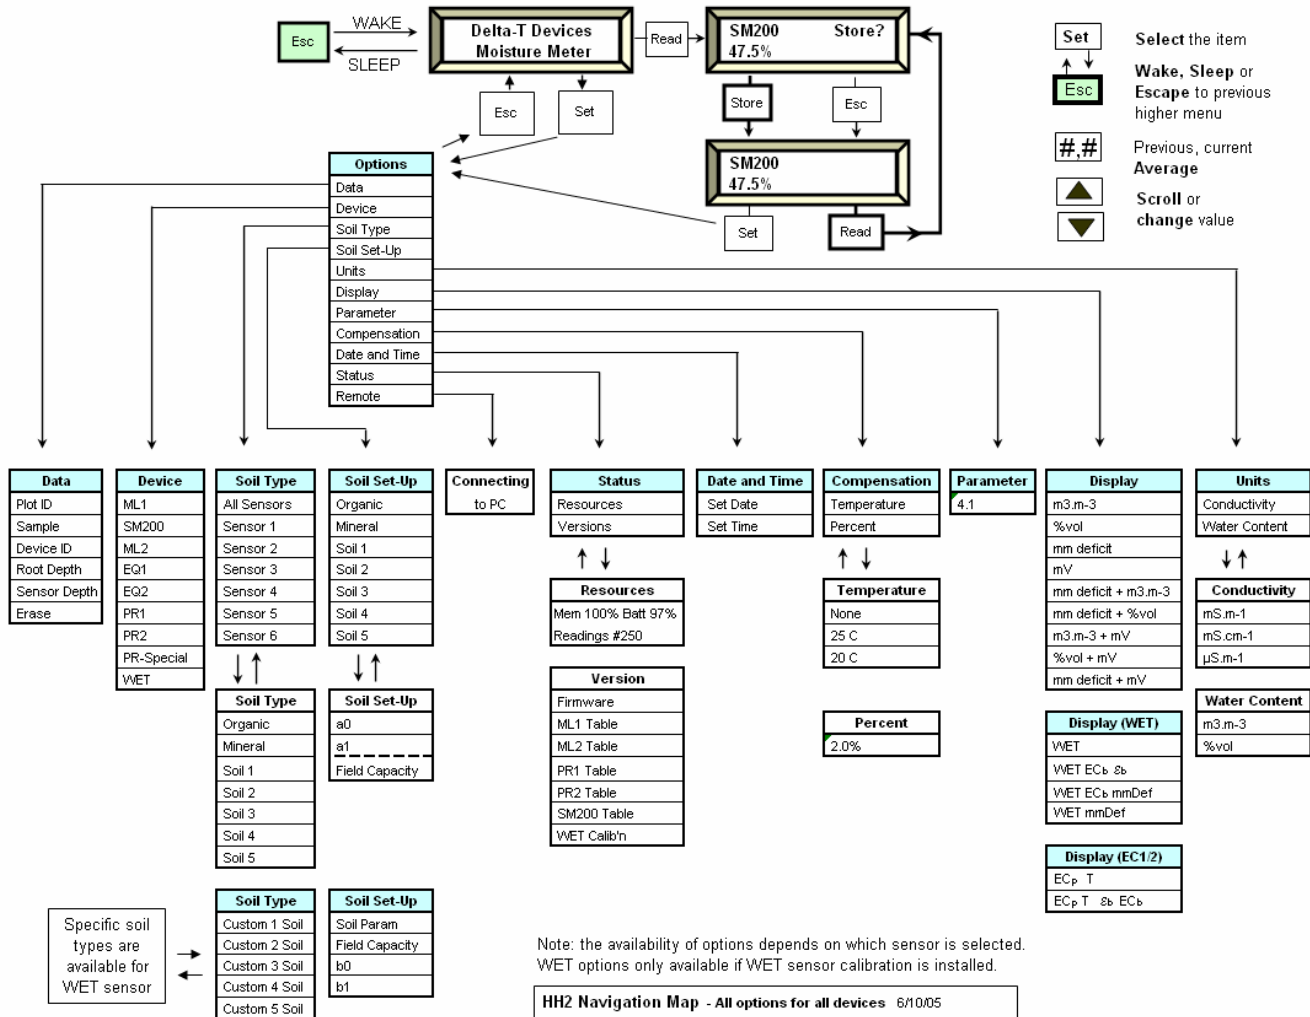 Esc
WAKE
SLEEP
Delta-T Devices
Moisture Meter
Read
SM200 Store?
47.5%
Esc
Set
Store
Esc
SM200
47.5%
Set
Read
Set
Select the item
Esc
Wake, Sleep or
Escape to previous
higher menu
#,#
Previous, current
Average
Scroll or
change value
Options
Data
Device
Soil Type
Soil Set-Up
Units
Display
Parameter
Compensation
Date and Time
Status
Remote
Data
Plot ID
Sample
Device ID
Root Depth
Sensor Depth
Erase
Device
ML1
SM200
ML2
EQ1
EQ2
PR1
PR2
PR-Special
WET
Soil Type
All Sensors
Sensor 1
Sensor 2
Sensor 3
Sensor 4
Sensor 5
Sensor 6
Soil Type
Organic
Mineral
Soil 1
Soil 2
Soil 3
Soil 4
Soil 5
Soil Set-Up
Organic
Mineral
Soil 1
Soil 2
Soil 3
Soil 4
Soil 5
Soil Set-Up
a0
a1
Field Capacity
Connecting
to PC
Status
Resources
Versions
Resources
Mem 100% Batt 97%
Readings #250
Version
Firmware
ML1 Table
ML2 Table
PR1 Table
PR2 Table
SM200 Table
WET Calib'n
Date and Time
Set Date
Set Time
Compensation
Temperature
Percent
Temperature
None
25 C
20 C
Percent
2.0%
Parameter
4.1
Display
m3.m-3
%vol
mm deficit
mV
mm deficit + m3.m-3
mm deficit + %vol
m3.m-3 + mV
%vol + mV
mm deficit + mV
Display (WET)
WET
WET ECb εb
WET ECb mmDef
WET mmDef
Display (EC1/2)
ECp T
ECp T εb ECb
Units
Conductivity
Water Content
Conductivity
mS.m-1
mS.cm-1
µS.m-1
Water Content
m3.m-3
%vol
Specific soil
types are
available for
WET sensor
Soil Type
Custom 1 Soil
Custom 2 Soil
Custom 3 Soil
Custom 4 Soil
Custom 5 Soil
Soil Set-Up
Soil Param
Field Capacity
b0
b1
Note: the availability of options depends on which sensor is selected.
WET options only available if WET sensor calibration is installed.
HH2 Navigation Map - All options for all devices 6/10/05